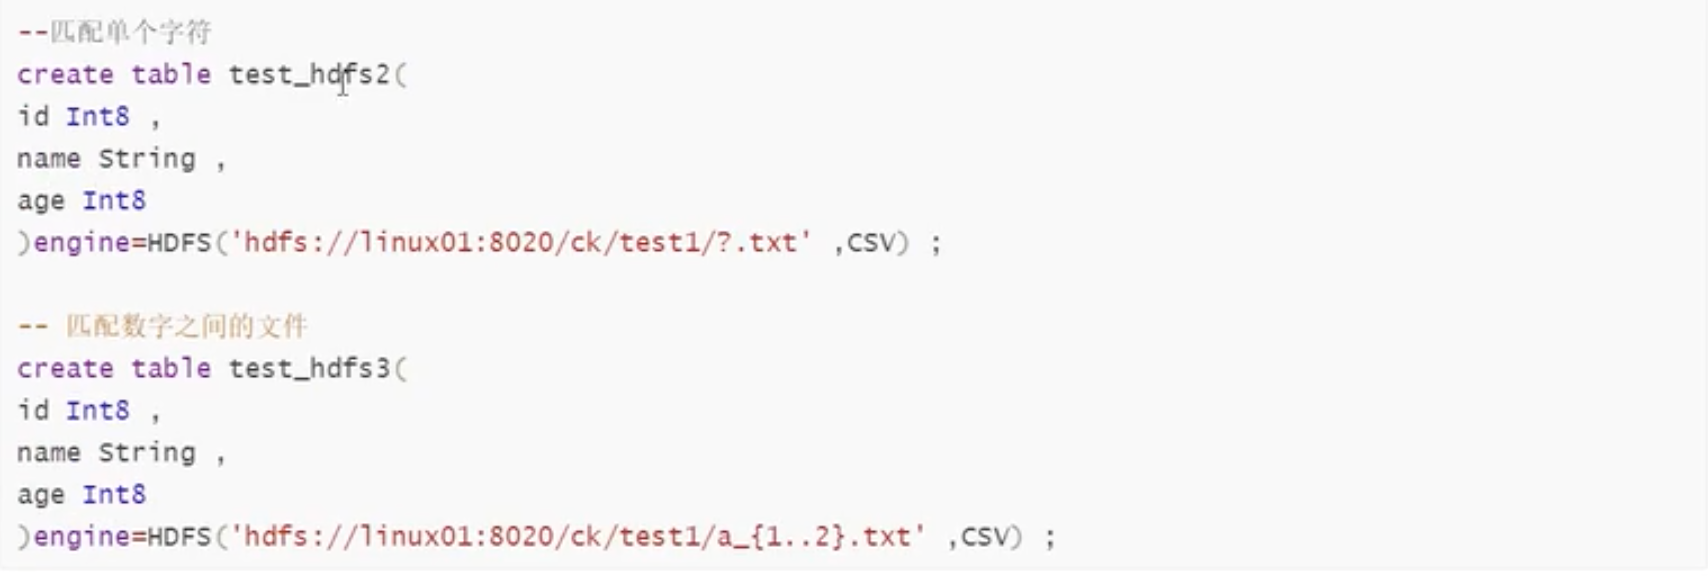 --匹配单个字符
create table test_hdfs2(
id Int8 ,
name String ,
age Int8
)engine=HDFS('hdfs://linux01:8020/ck/test1/?.txt' ,CSV) ;
-- 匹配数字之间的文件
create table test_hdfs3(
id Int8 ,
name String ,
age Int8
)engine=HDFS('hdfs://linux01:8020/ck/test1/a_{1..2}.txt' ,CSV) ;